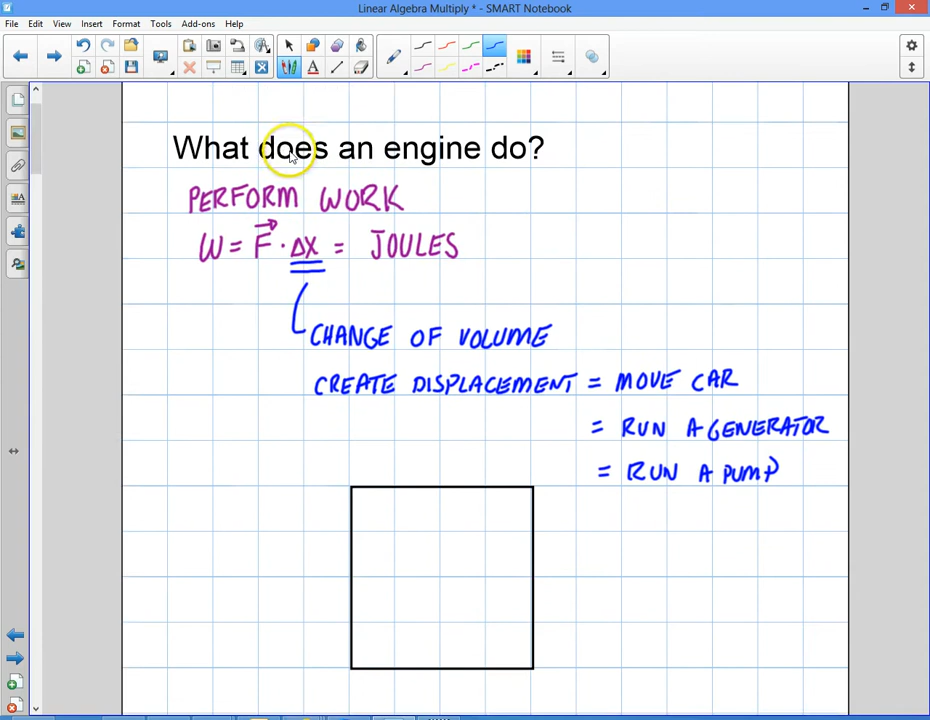 Linear Algebra Multiply * - SMART Notebook
File Edit View Insert Format Tools Add-ons Help
What does an engine do?
PERFORM WORK
W = F⃗ · Δx = JOULES
CHANGE OF VOLUME
CREATE DISPLACEMENT = MOVE CAR
= RUN A GENERATOR
= RUN A PUMP